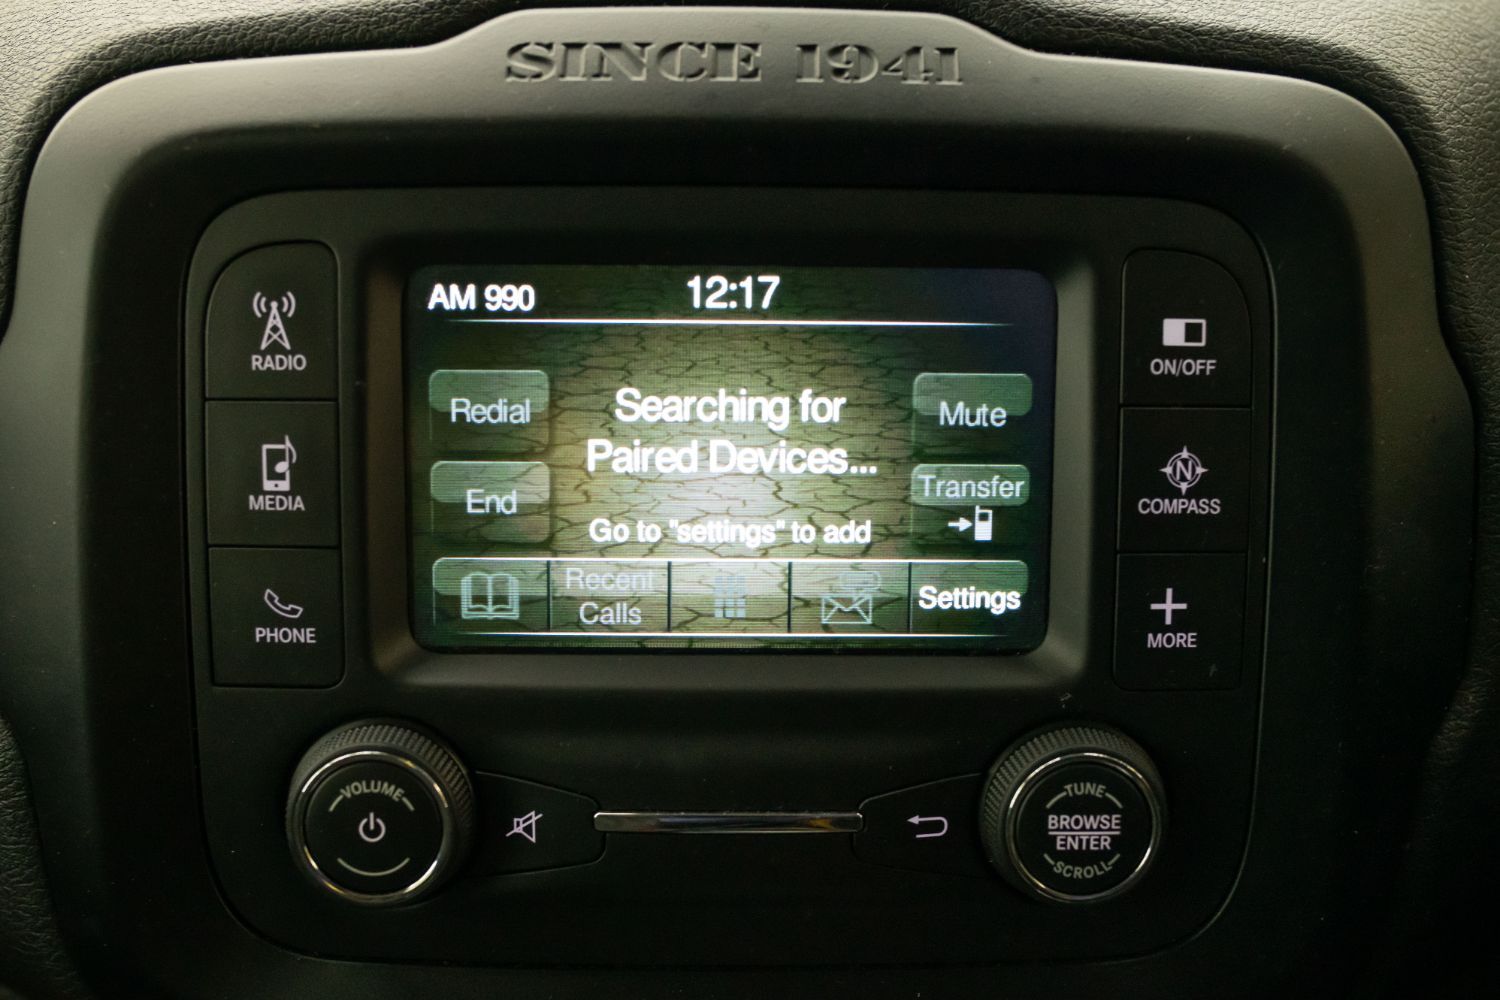 SINCE 1941
AM 990
12:17
RADIO
MEDIA
PHONE
Redial
End
Searching for
Paired Devices...
Go to "settings" to add
Mute
Transfer
Recent
Calls
Settings
ON/OFF
N
COMPASS
MORE
VOLUME
TUNE
BROWSE
ENTER
SCROLL